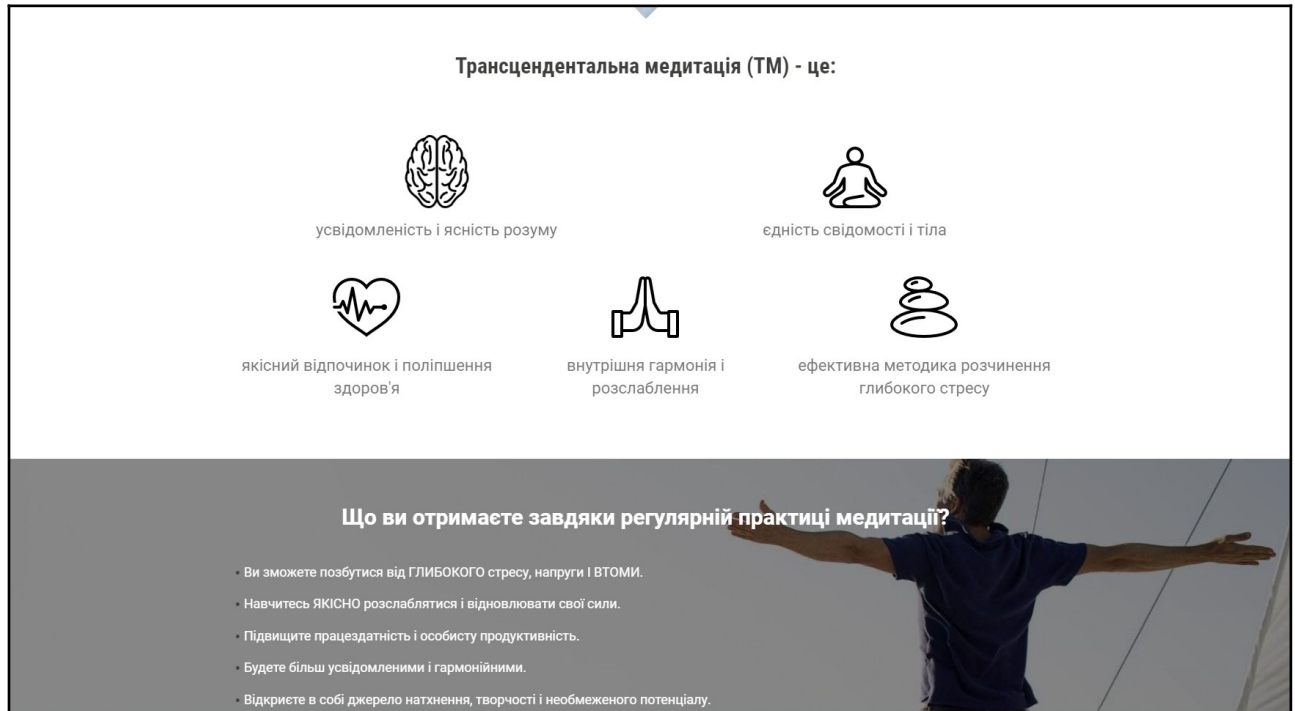 Трансцендентальна медитація (ТМ) - це:
усвідомленість і ясність розуму
єдність свідомості і тіла
якісний відпочинок і поліпшення
здоров'я
внутрішня гармонія і
розслаблення
ефективна методика розчинення
глибокого стресу
Що ви отримаєте завдяки регулярній практиці медитації?
• Ви зможете позбутися від ГЛИБОКОГО стресу, напруги І ВТОМИ.
• Навчитесь ЯКІСНО розслаблятися і відновлювати свої сили.
• Підвищите працездатність і особисту продуктивність.
• Будете більш усвідомленими і гармонійними.
• Відкриєте в собі джерело натхнення, творчості і необмеженого потенціалу.